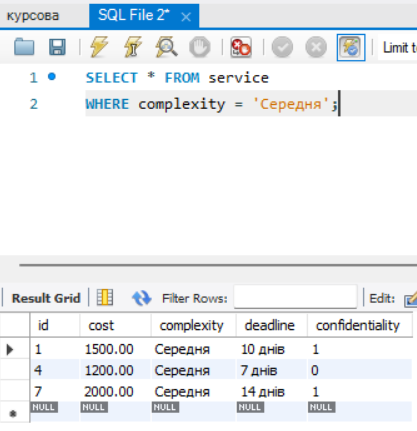 курсова
SQL File 2*
Limit to
1 SELECT * FROM service
2 WHERE complexity = 'Середня';
Result Grid Filter Rows: Edit:
id cost complexity deadline confidentiality
1 1500.00 Середня 10 днів 1
4 1200.00 Середня 7 днів 0
7 2000.00 Середня 14 днів 1
NULL NULL NULL NULL NULL